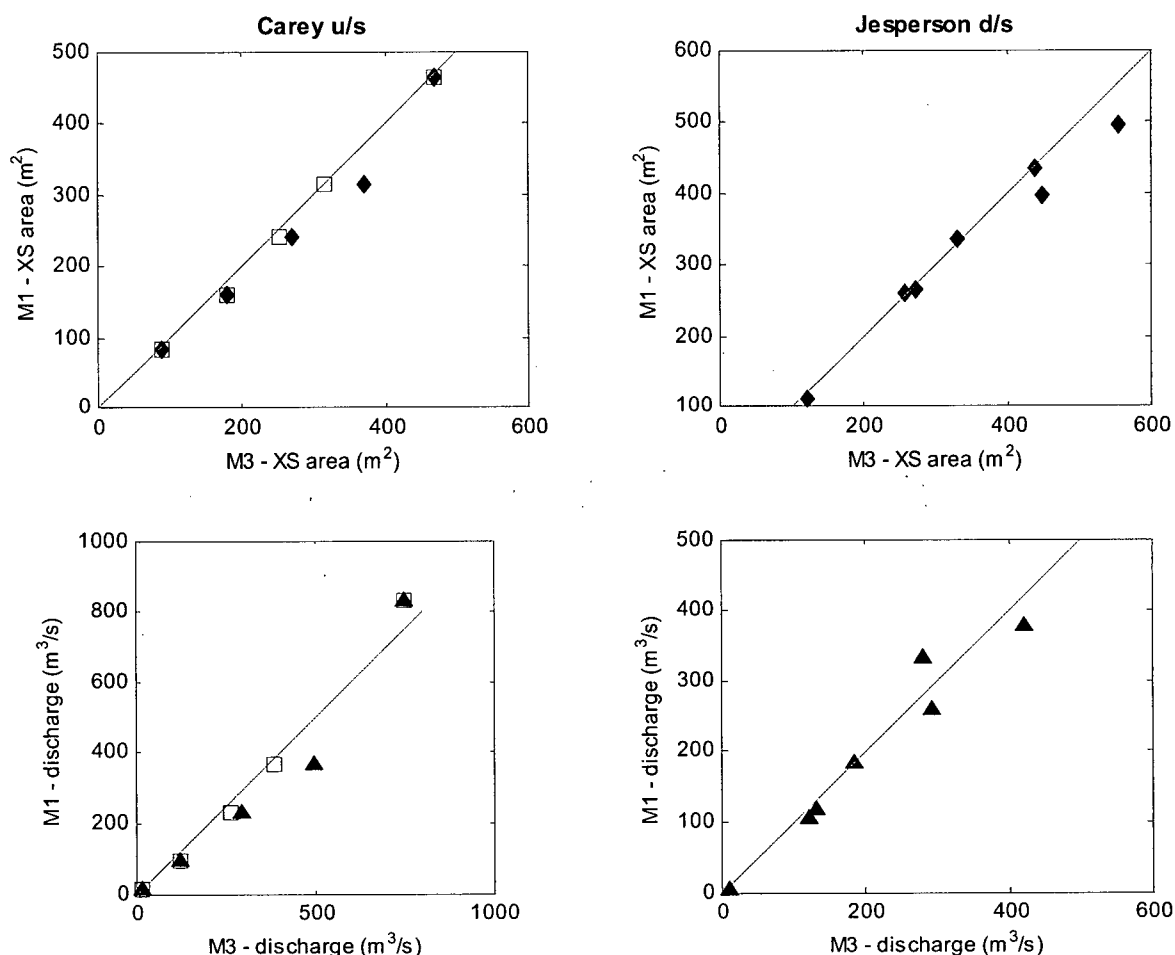 Carey u/s
500
400
300
200
100
0
M1 - XS area (m²)
0 200 400 600
M3 - XS area (m²)
Jesperson d/s
600
500
400
300
200
100
M1 - XS area (m²)
0 200 400 600
M3 - XS area (m²)
1000
800
600
400
200
0
M1 - discharge (m³/s)
0 500 1000
M3 - discharge (m³/s)
500
400
300
200
100
0
M1 - discharge (m³/s)
0 200 400 600
M3 - discharge (m³/s)